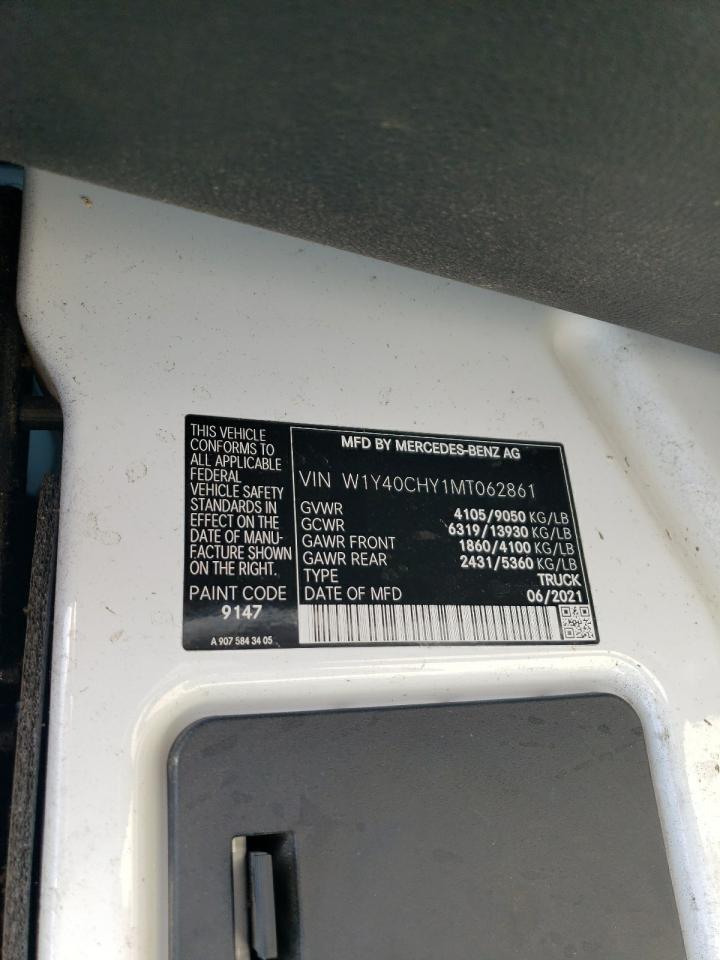 THIS VEHICLE
CONFORMS TO
ALL APPLICABLE
FEDERAL
VEHICLE SAFETY
STANDARDS IN
EFFECT ON THE
DATE OF MANU-
FACTURE SHOWN
ON THE RIGHT.
PAINT CODE
9147
A 907 584 34 05
MFD BY MERCEDES-BENZ AG
VIN W1Y40CHY1MT062861
GVWR 4105/9050 KG/LB
GCWR 6319/13930 KG/LB
GAWR FRONT 1860/4100 KG/LB
GAWR REAR 2431/5360 KG/LB
TYPE TRUCK
DATE OF MFD 06/2021